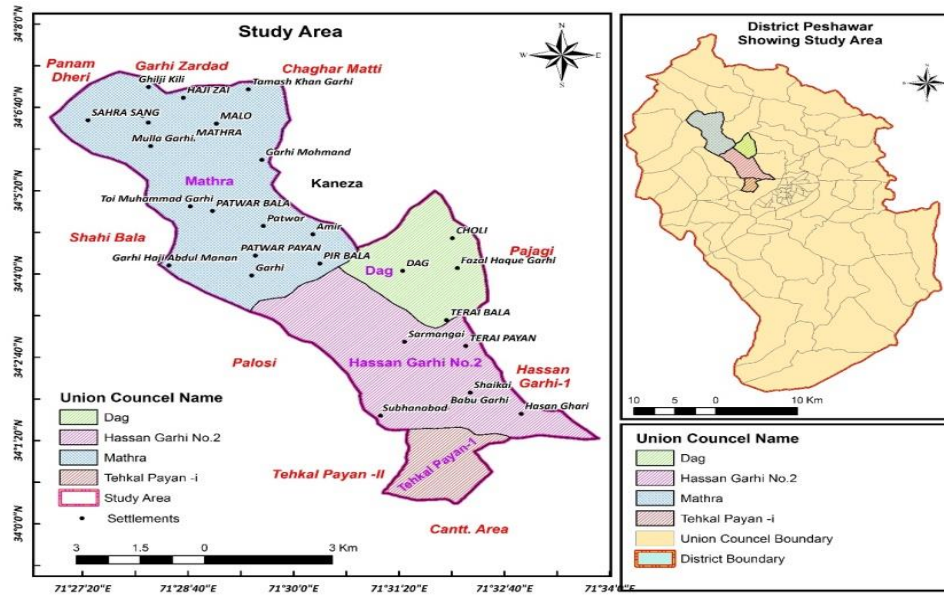 Study Area
N
W
E
S
Panam
Dheri
Garhi Zardad
Chaghar Matti
Ghilji Kili
HAJI ZAI
Tamash Khan Garhi
SAHRA SANG
MALO
MATHRA
Mulla Garhi
Garhi Mohmand
Mathra
Kaneza
Toi Muhammad Garhi
PATWAR BALA
Patwar
Amir
Shahi Bala
PATWAR PAYAN
PIR BALA
Garhi Haji Abdul Manan
Garhi
CHOLI
Pajagi
Dag
DAG
Fazal Haque Garhi
TERAI BALA
Sarmangai
TERAI PAYAN
Palosi
Hassan Garhi No.2
Hassan
Garhi-1
Shaikai
Babu Garhi
Subhanabad
Hasan Ghari
Tehkal Payan -II
Tehkal Payan-1
Cantt. Area
Union Councel Name
Dag
Hassan Garhi No.2
Mathra
Tehkal Payan -i
Study Area
Settlements
3 1.5 0 3 Km
34°8'0"N
34°6'40"N
34°5'20"N
34°4'0"N
34°2'40"N
34°1'20"N
34°0'0"N
71°27'20"E 71°28'40"E 71°30'0"E 71°31'20"E 71°32'40"E 71°34'0"E
District Peshawar
Showing Study Area
10 5 0 10 Km
Union Councel Name
Dag
Hassan Garhi No.2
Mathra
Tehkal Payan -i
Union Councel Boundary
District Boundary